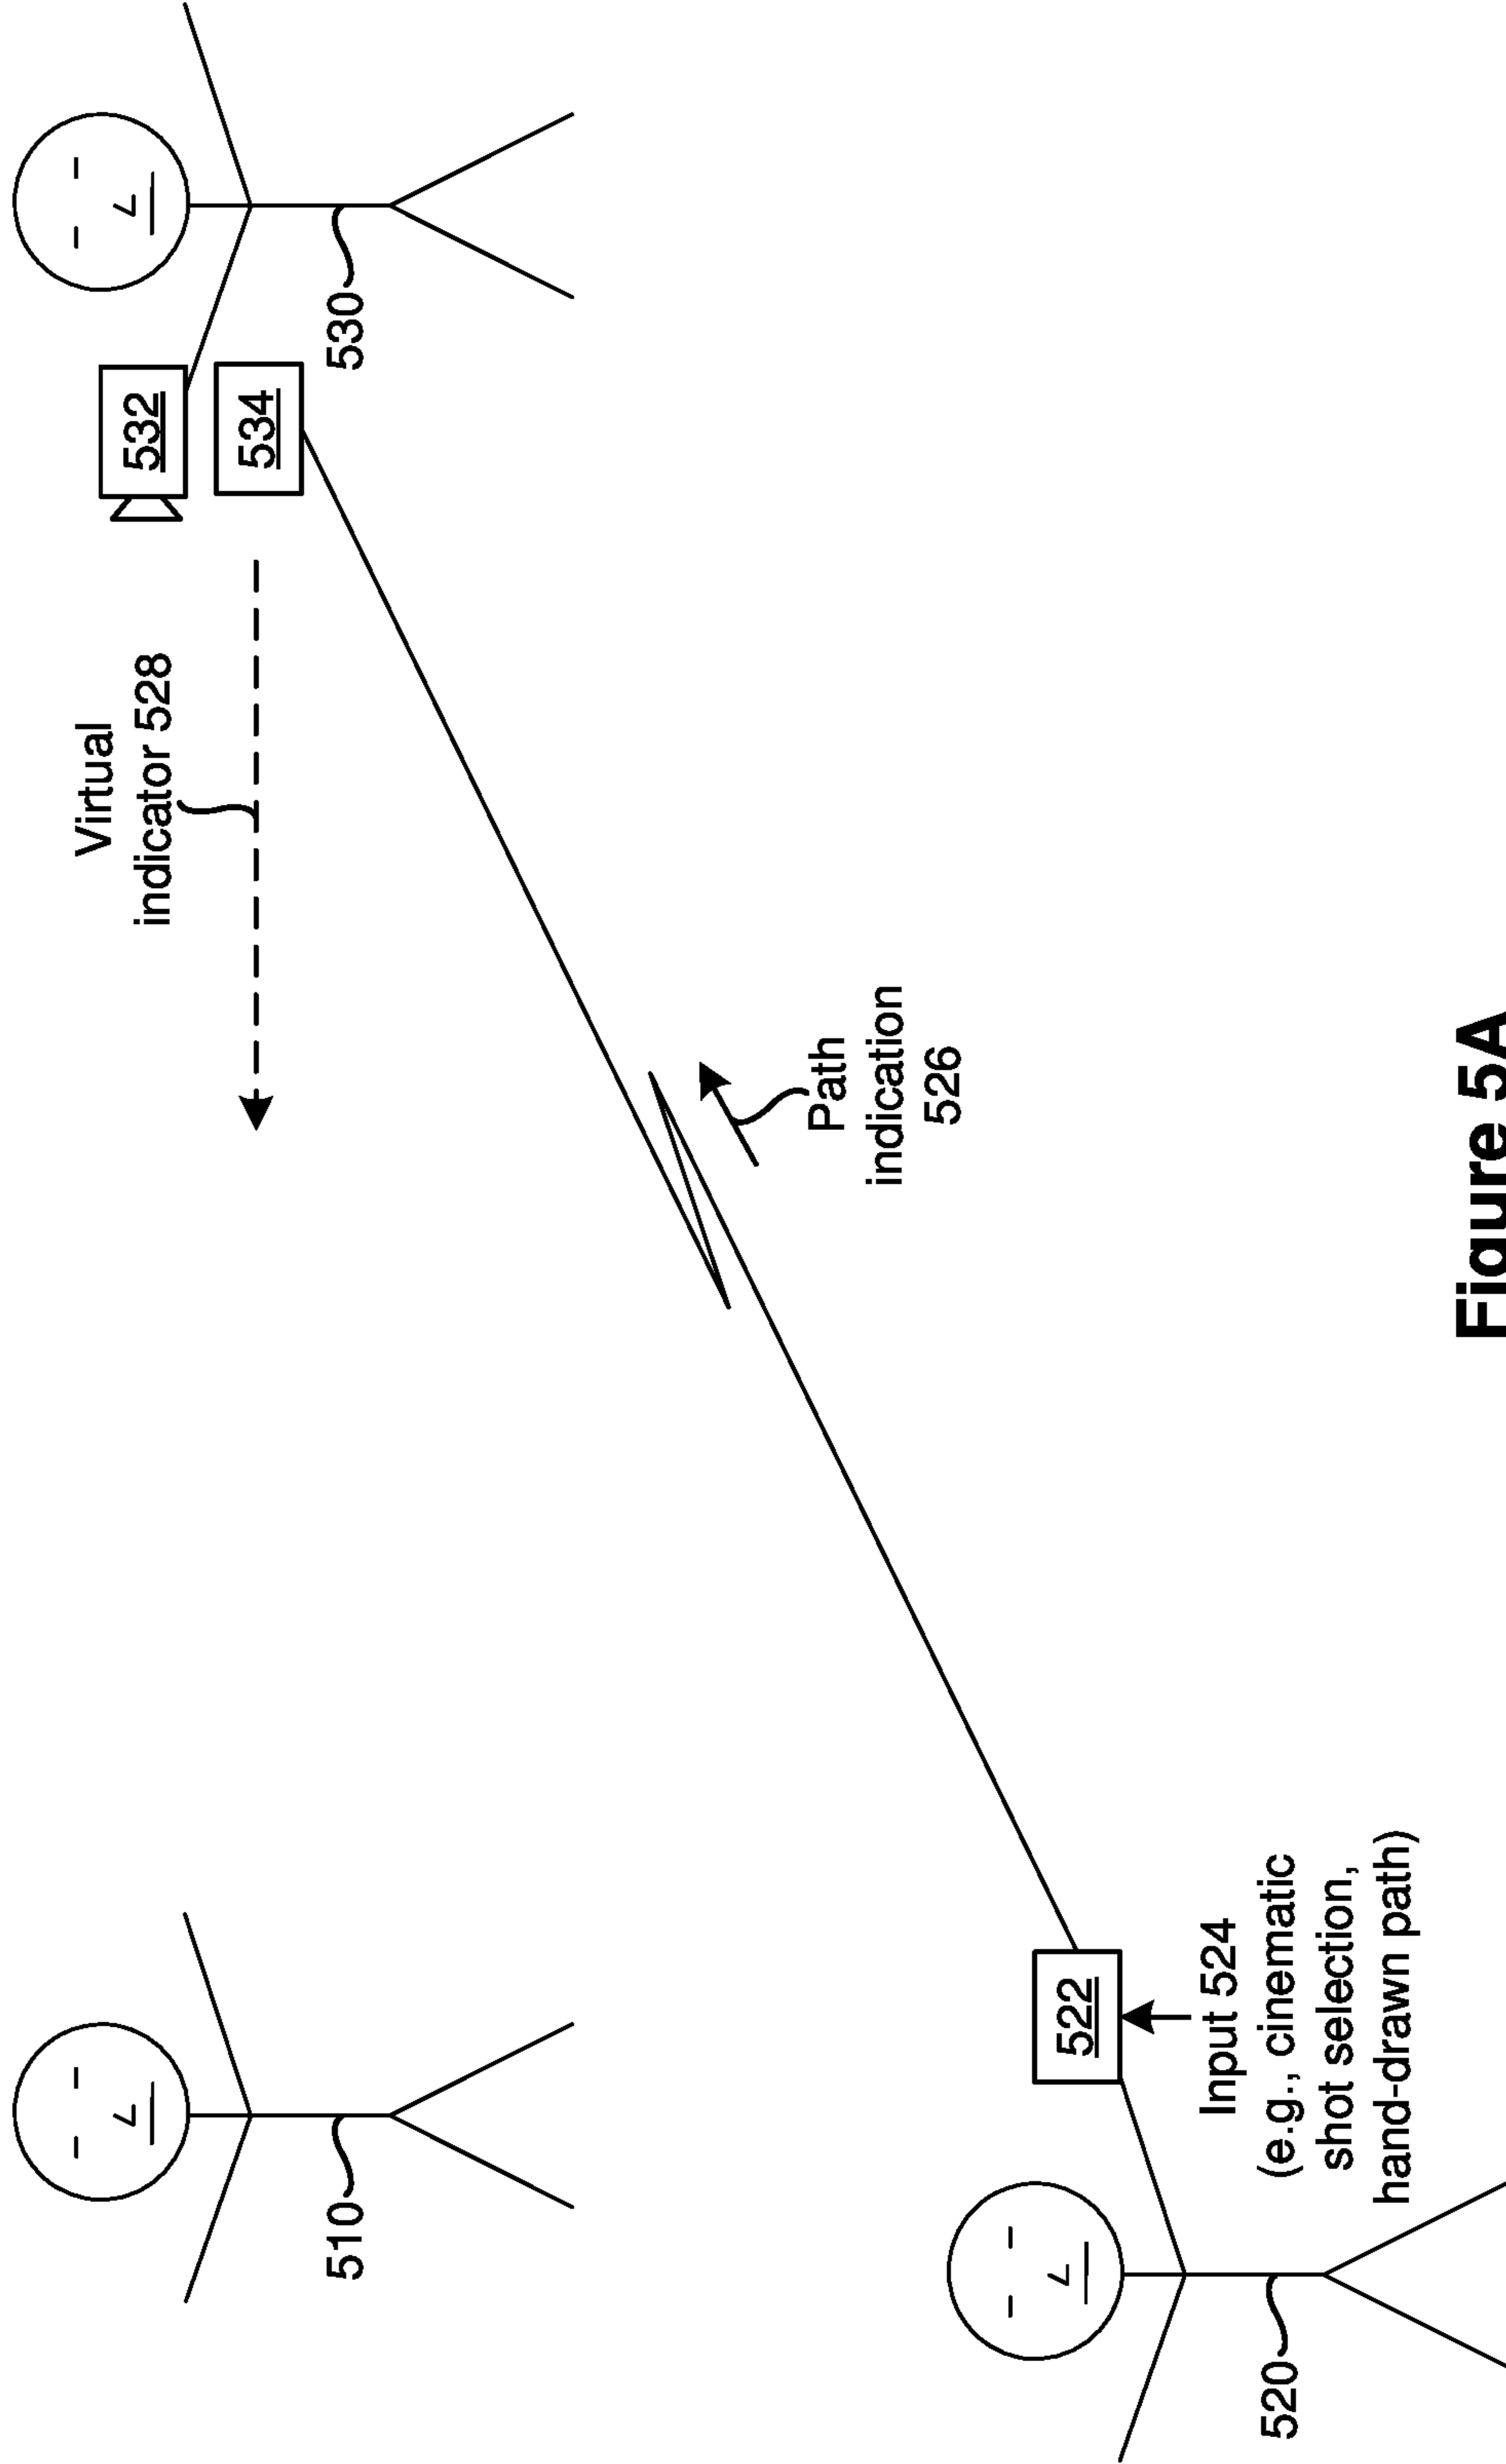 Virtual
indicator 528
532
534
530
510
Path
indication
526
522
Input 524
(e.g., cinematic
shot selection,
hand-drawn path)
520
Figure 5A